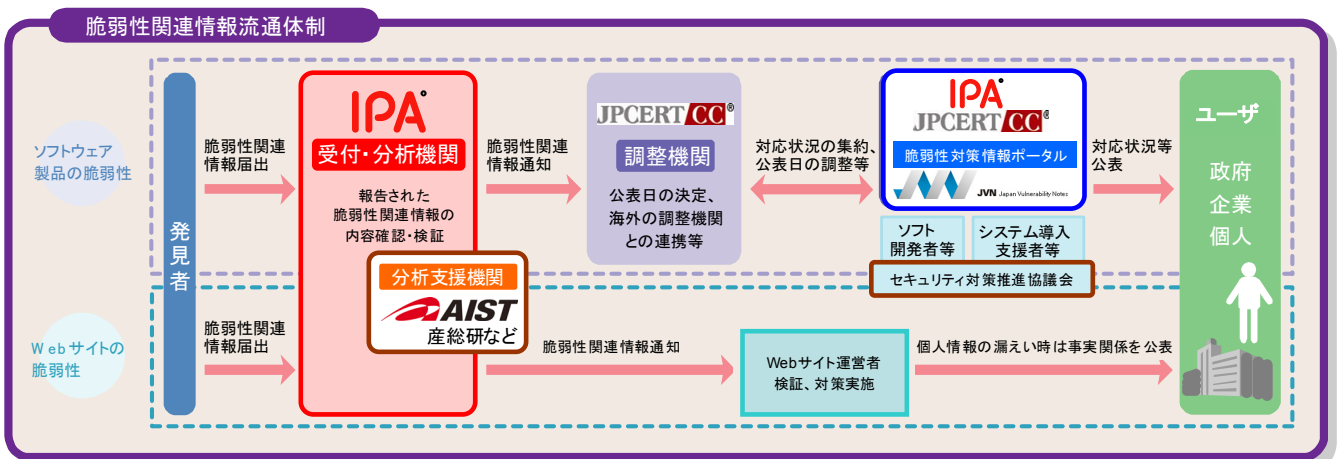 脆弱性関連情報流通体制
ソフトウェア
製品の脆弱性
発見者
脆弱性関連
情報届出
IPA
受付・分析機関
報告された
脆弱性関連情報の
内容確認・検証
分析支援機関
AIST
産総研など
脆弱性関連
情報通知
JPCERT CC®
調整機関
公表日の決定、
海外の調整機関
との連携等
対応状況の集約、
公表日の調整等
IPA
JPCERT CC®
脆弱性対策情報ポータル
JVN Japan Vulnerability Notes
ソフト
開発者等
システム導入
支援者等
セキュリティ対策推進協議会
対応状況等
公表
ユーザ
政府
企業
個人
Webサイトの
脆弱性
脆弱性関連
情報届出
脆弱性関連情報通知
Webサイト運営者
検証、対策実施
個人情報の漏えい時は事実関係を公表